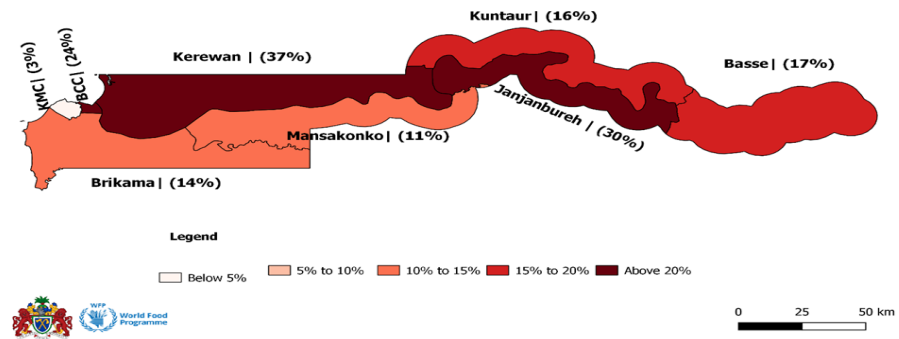 Kuntaur| (16%)
Kerewan | (37%)
Basse| (17%)
KMC| (3%)
BCC| (24%)
Janjanbureh | (30%)
Mansakonko| (11%)
Brikama| (14%)
Legend
Below 5%
5% to 10%
10% to 15%
15% to 20%
Above 20%
WFP
World Food
Programme
0 25 50 km